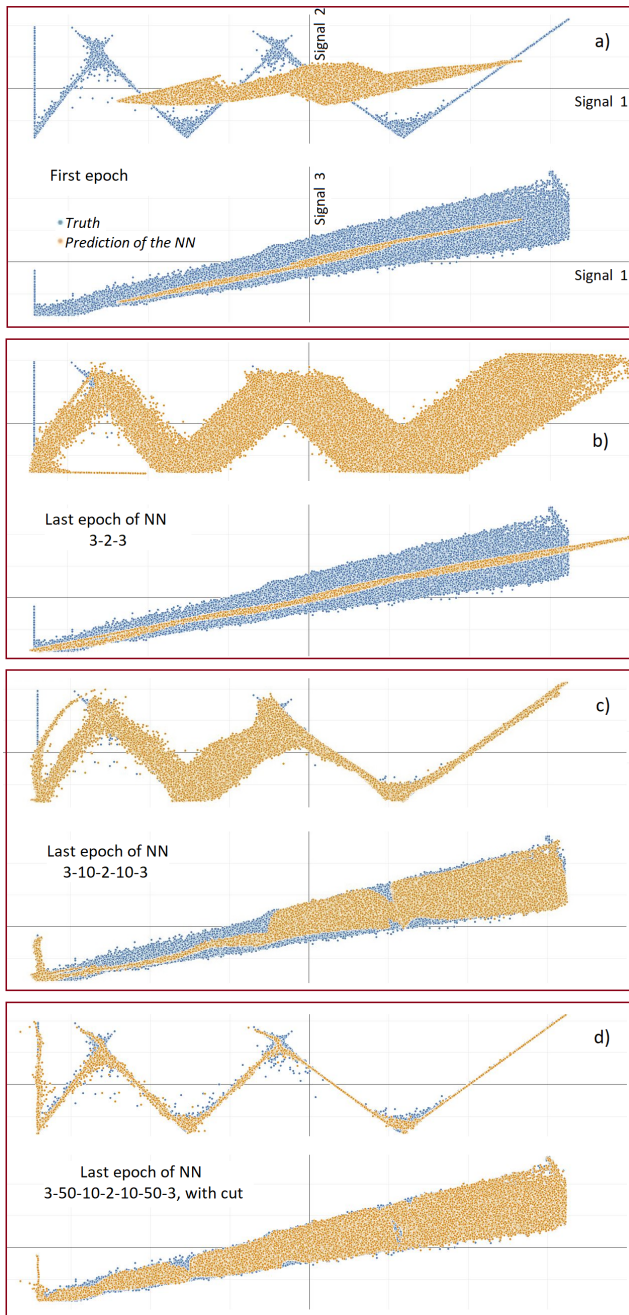 Signal 2
a)
Signal 1
First epoch
Signal 3
Truth
Prediction of the NN
Signal 1
b)
Last epoch of NN
3-2-3
c)
Last epoch of NN
3-10-2-10-3
d)
Last epoch of NN
3-50-10-2-10-50-3, with cut